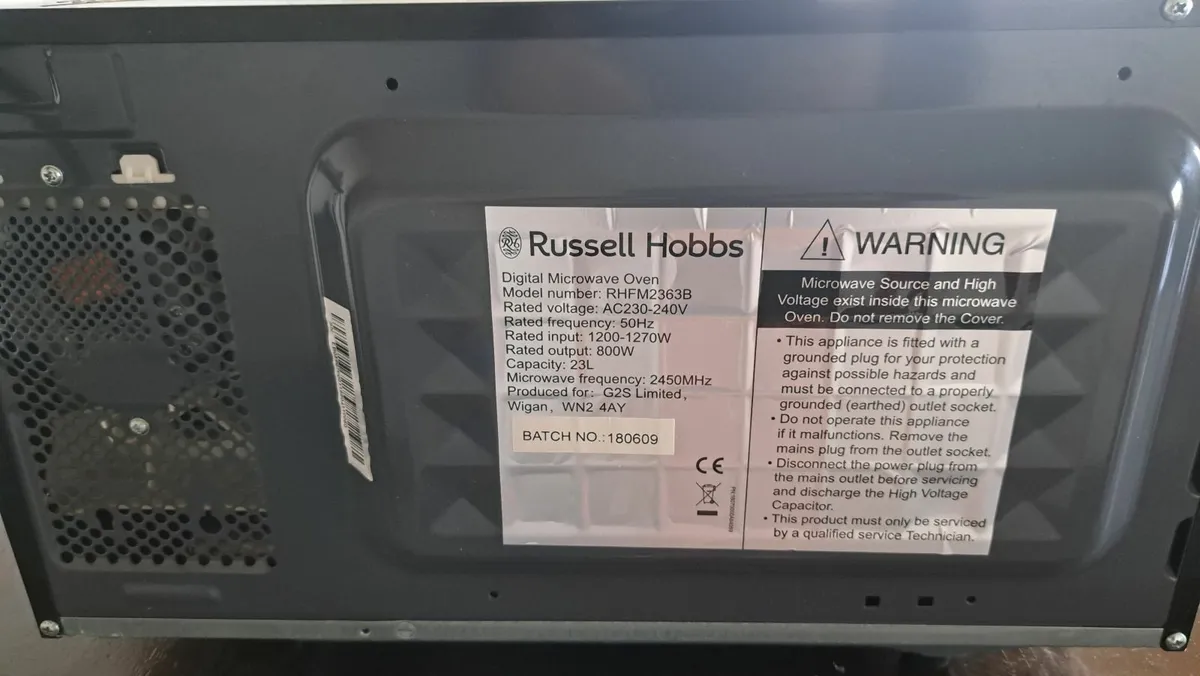 Russell Hobbs
Digital Microwave Oven
Model number: RHFM2363B
Rated voltage: AC230-240V
Rated frequency: 50Hz
Rated input: 1200-1270W
Rated output: 800W
Capacity: 23L
Microwave frequency: 2450MHz
Produced for: G2S Limited,
Wigan, WN2 4AY
BATCH NO.:180609
CE
WARNING
Microwave Source and High
Voltage exist inside this microwave
Oven. Do not remove the Cover.
• This appliance is fitted with a
grounded plug for your protection
against possible hazards and
must be connected to a properly
grounded (earthed) outlet socket.
• Do not operate this appliance
if it malfunctions. Remove the
mains plug from the outlet socket.
• Disconnect the power plug from
the mains outlet before servicing
and discharge the High Voltage
Capacitor.
• This product must only be serviced
by a qualified service Technician.